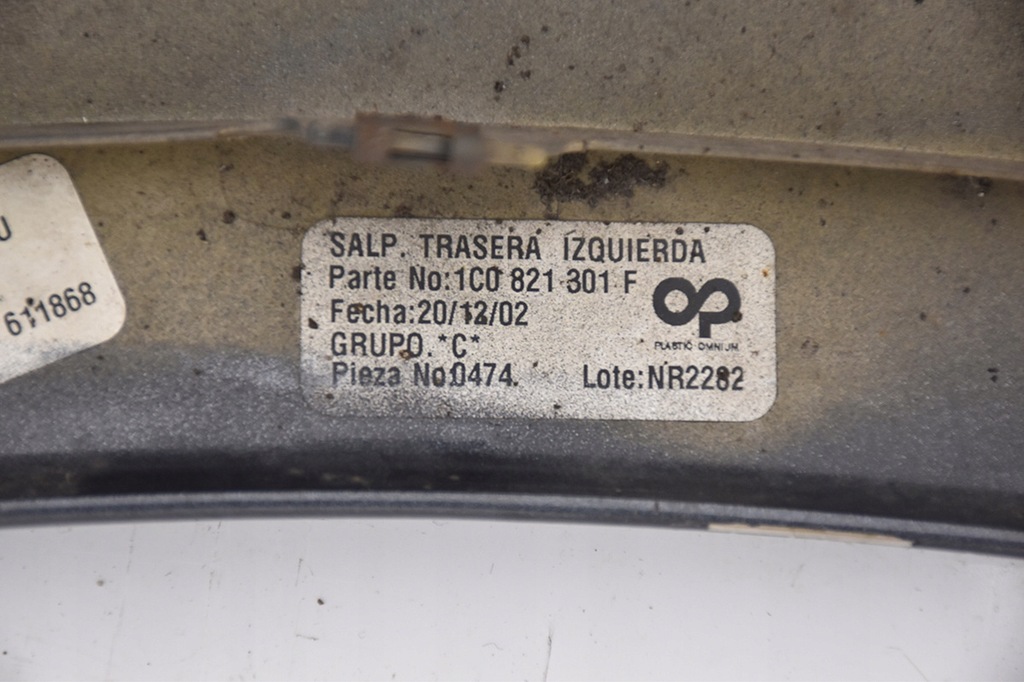 SALP. TRASERA IZQUIERDA
Parte No:1C0 821 301 F
Fecha:20/12/02
GRUPO. *C*
Pieza No:0474.
Lote:NR2282
PLASTIC OMNIUM
611868